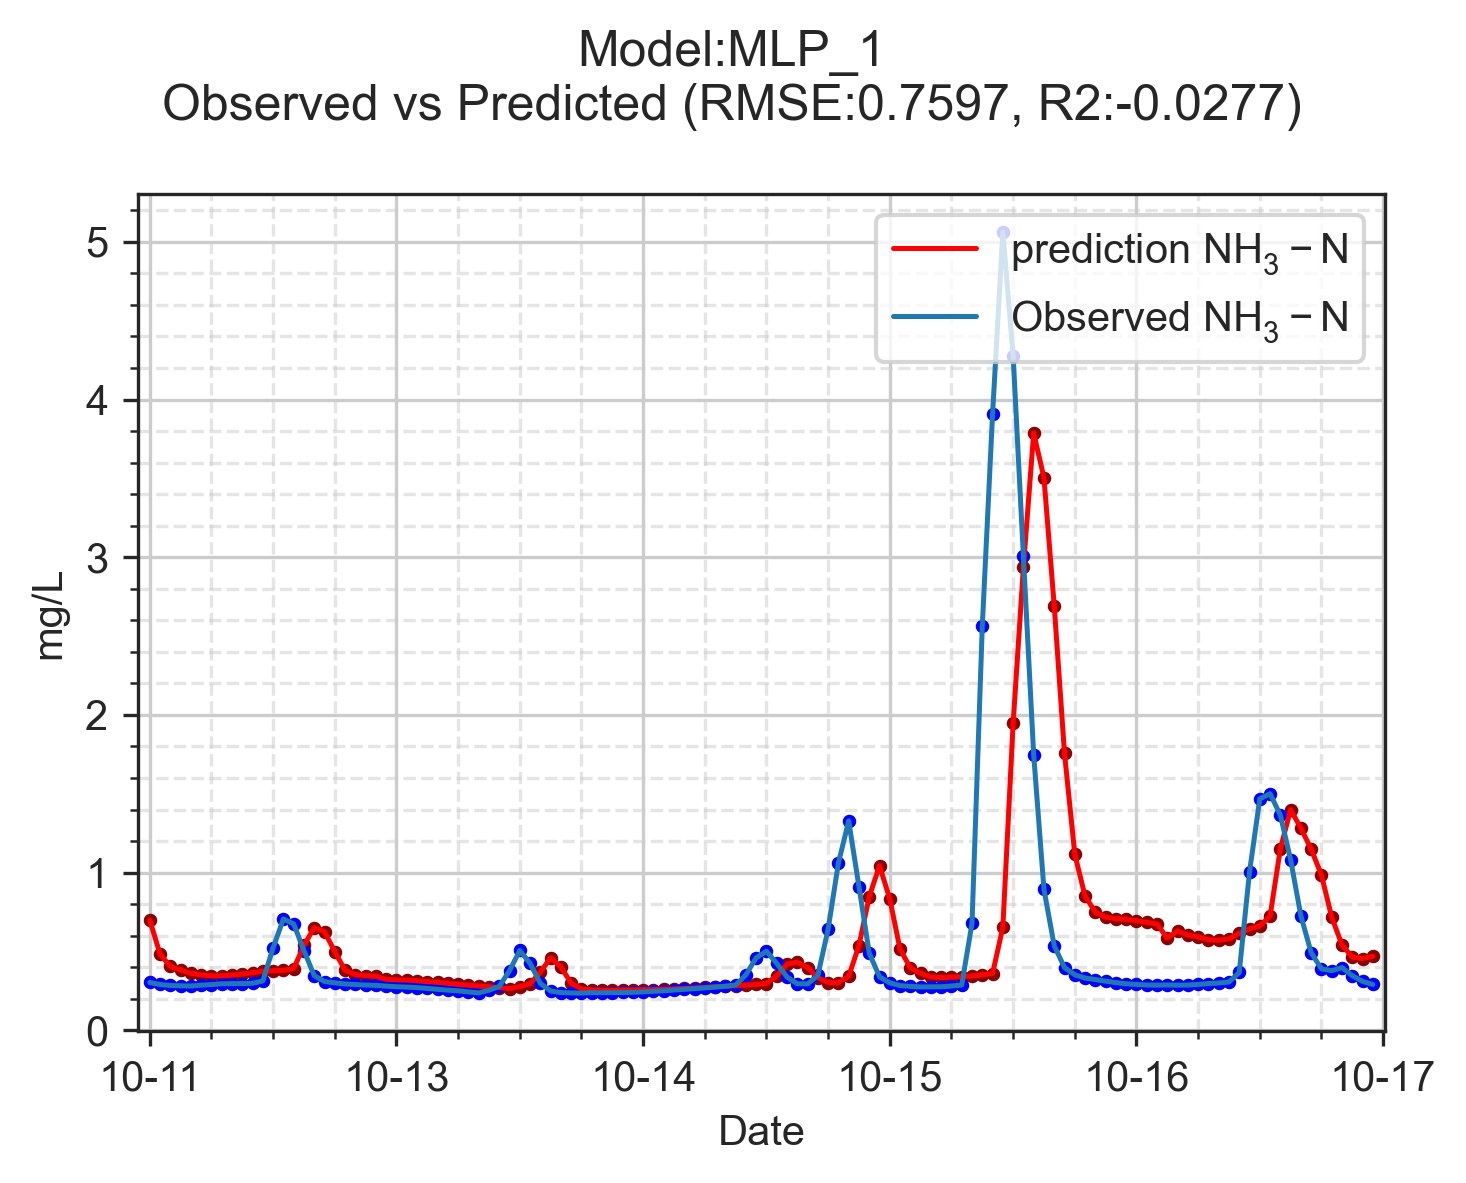 Model:MLP_1
Observed vs Predicted (RMSE:0.7597, R2:-0.0277)
prediction NH₃ − N
Observed NH₃ − N
5
4
3
2
1
0
mg/L
10-11 10-13 10-14 10-15 10-16 10-17
Date